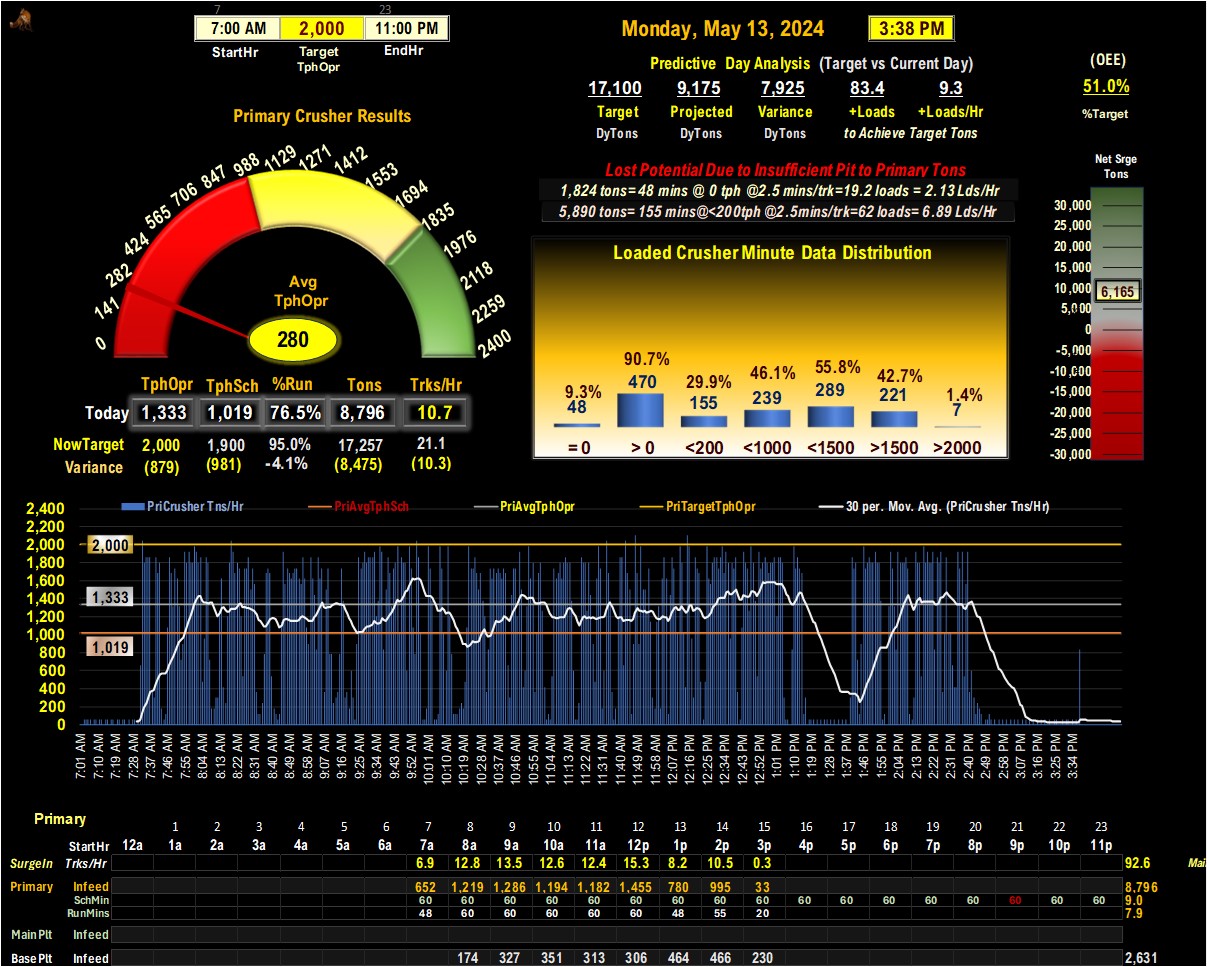 7 23
7:00 AM 2,000 11:00 PM
StartHr Target TphOpr EndHr
Monday, May 13, 2024 3:38 PM
Predictive Day Analysis (Target vs Current Day)
17,100 9,175 7,925 83.4 9.3
Target Projected Variance +Loads +Loads/Hr
DyTons DyTons DyTons to Achieve Target Tons
(OEE)
51.0%
%Target
Primary Crusher Results
0 141 282 424 565 706 847 988 1129 1271 1412 1553 1694 1835 1976 2118 2259 2400
Avg
TphOpr
280
TphOpr TphSch %Run Tons Trks/Hr
Today 1,333 1,019 76.5% 8,796 10.7
NowTarget 2,000 1,900 95.0% 17,257 21.1
Variance (879) (981) -4.1% (8,475) (10.3)
Lost Potential Due to Insufficient Pit to Primary Tons
1,824 tons=48 mins @ 0 tph @2.5 mins/trk=19.2 loads = 2.13 Lds/Hr
5,890 tons= 155 mins@<200tph @2.5mins/trk=62 loads= 6.89 Lds/Hr
Loaded Crusher Minute Data Distribution
9.3% 90.7% 29.9% 46.1% 55.8% 42.7% 1.4%
48 470 155 239 289 221 7
=0 >0 <200 <1000 <1500 >1500 >2000
Net Srge
Tons
30,000
25,000
20,000
15,000
10,000
6,165
5,000
0
-5,000
-10,000
-15,000
-20,000
-25,000
-30,000
PriCrusher Tns/Hr PriAvgTphSch PriAvgTphOpr PriTargetTphOpr 30 per. Mov. Avg. (PriCrusher Tns/Hr)
2,400
2,200
2,000
1,800
1,600
1,400
1,200
1,000
800
600
400
200
0
2,000
1,333
1,019
7:01 AM 7:10 AM 7:19 AM 7:28 AM 7:37 AM 7:46 AM 7:55 AM 8:04 AM 8:13 AM 8:22 AM 8:31 AM 8:40 AM 8:49 AM 8:58 AM 9:07 AM 9:16 AM 9:25 AM 9:34 AM 9:43 AM 9:52 AM 10:01 AM 10:10 AM 10:19 AM 10:28 AM 10:37 AM 10:46 AM 10:55 AM 11:04 AM 11:13 AM 11:22 AM 11:31 AM 11:40 AM 11:49 AM 11:58 AM 12:07 PM 12:16 PM 12:25 PM 12:34 PM 12:43 PM 12:52 PM 1:01 PM 1:10 PM 1:19 PM 1:28 PM 1:37 PM 1:46 PM 1:55 PM 2:04 PM 2:13 PM 2:22 PM 2:31 PM 2:40 PM 2:49 PM 2:58 PM 3:07 PM 3:16 PM 3:25 PM 3:34 PM
Primary
1 2 3 4 5 6 7 8 9 10 11 12 13 14 15 16 17 18 19 20 21 22 23
StartHr 12a 1a 2a 3a 4a 5a 6a 7a 8a 9a 10a 11a 12p 1p 2p 3p 4p 5p 6p 7p 8p 9p 10p 11p
SurgeIn Trks/Hr 6.9 12.8 13.5 12.6 12.4 15.3 8.2 10.5 0.3 92.6
Primary Infeed 652 1,219 1,286 1,194 1,182 1,455 780 995 33 8,796
SchMin 60 60 60 60 60 60 60 60 60 60 60 60 60 60 60 60 60 9.0
RunMins 48 60 60 60 60 60 48 55 20 7.9
MainPlt Infeed
BasePlt Infeed 174 327 351 313 306 464 466 230 2,631